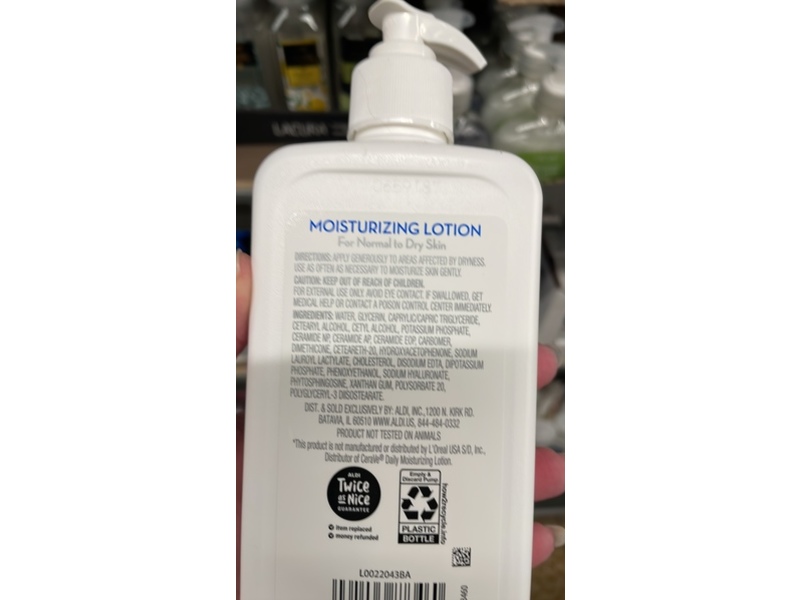 LACURA
MOISTURIZING LOTION
For Normal to Dry Skin
DIRECTIONS: APPLY GENEROUSLY TO AREAS AFFECTED BY DRYNESS.
USE AS OFTEN AS NECESSARY TO MOISTURIZE SKIN GENTLY.
CAUTION: KEEP OUT OF REACH OF CHILDREN.
FOR EXTERNAL USE ONLY. AVOID EYE CONTACT. IF SWALLOWED, GET
MEDICAL HELP OR CONTACT A POISON CONTROL CENTER IMMEDIATELY.
INGREDIENTS: WATER, GLYCERIN, CAPRYLIC/CAPRIC TRIGLYCERIDE,
CETEARYL ALCOHOL, CETYL ALCOHOL, POTASSIUM PHOSPHATE,
CERAMIDE NP, CERAMIDE AP, CERAMIDE EOP, CARBOMER,
DIMETHICONE, CETEARETH-20, HYDROXYACETOPHENONE, SODIUM
LAUROYL LACTYLATE, CHOLESTEROL, DISODIUM EDTA, DIPOTASSIUM
PHOSPHATE, PHENOXYETHANOL, SODIUM HYALURONATE,
PHYTOSPHINGOSINE, XANTHAN GUM, POLYSORBATE 20,
POLYGLYCERYL-3 DIISOSTEARATE.
DIST. & SOLD EXCLUSIVELY BY: ALDI, INC., 1200 N. KIRK RD.
BATAVIA, IL 60510 WWW.ALDI.US, 844-484-0332
PRODUCT NOT TESTED ON ANIMALS
*This product is not manufactured or distributed by L'Oreal USA S/D, Inc.,
Distributor of CeraVe® Daily Moisturizing Lotion.
ALDI
Twice
as Nice
GUARANTEE
item replaced
money refunded
Empty &
Discard Pump
PLASTIC
BOTTLE
how2recycle.info
L0022043BA